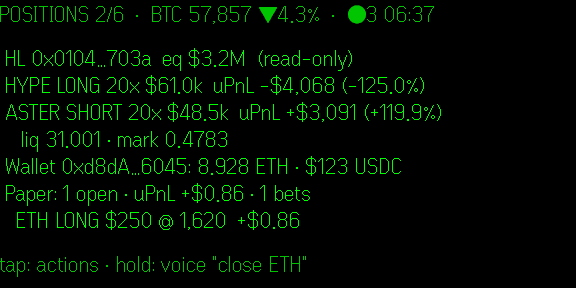 POSITIONS 2/6 · BTC 57,857 ▼4.3% · ●3 06:37
HL 0x0104…703a eq $3.2M (read-only)
HYPE LONG 20x $61.0k uPnL -$4,068 (-125.0%)
ASTER SHORT 20x $48.5k uPnL +$3,091 (+119.9%)
liq 31.001 · mark 0.4783
Wallet 0xd8dA…6045: 8.928 ETH · $123 USDC
Paper: 1 open · uPnL +$0.86 · 1 bets
ETH LONG $250 @ 1,620 +$0.86
tap: actions · hold: voice "close ETH"